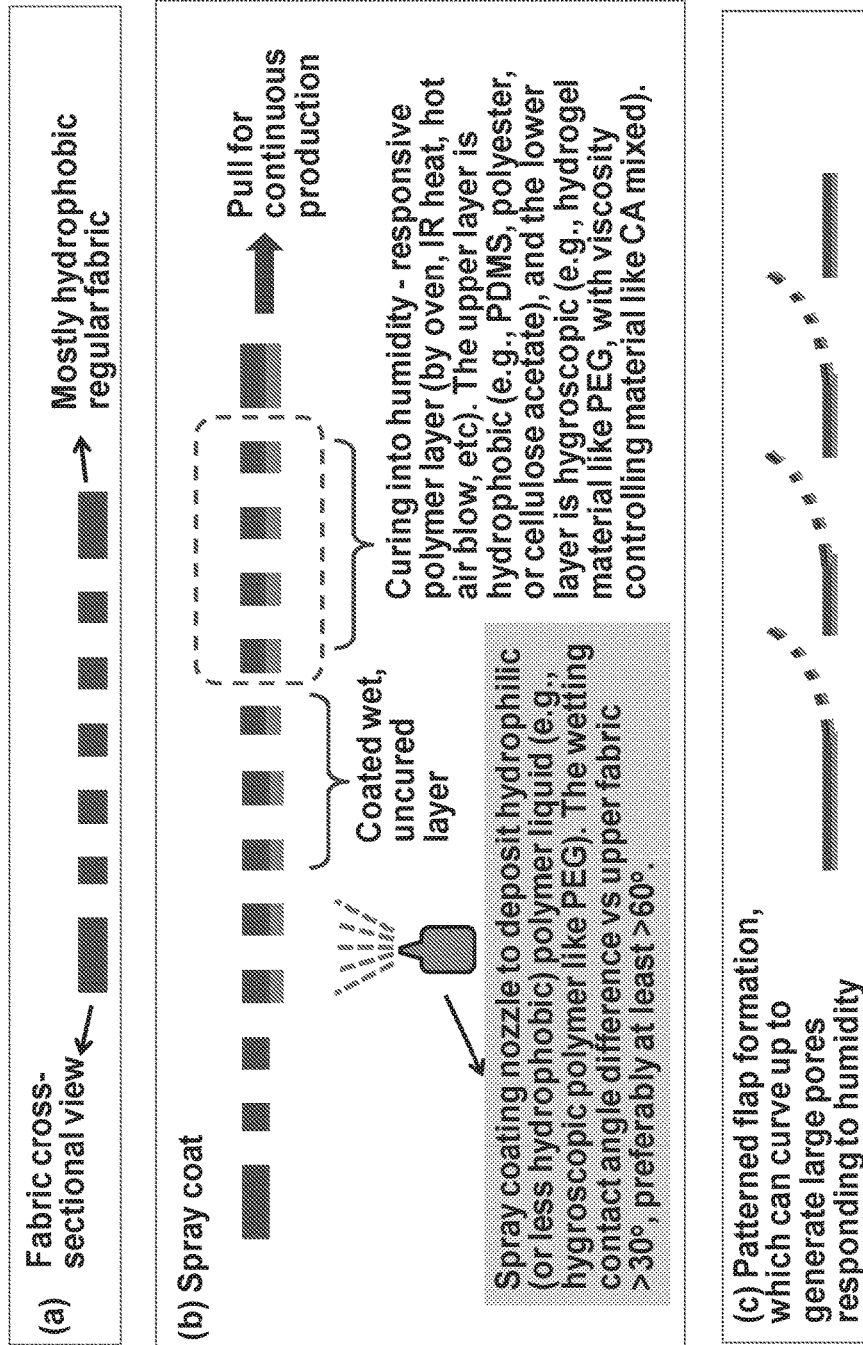 (a) Fabric cross-
sectional view
Mostly hydrophobic
regular fabric
(b) Spray coat
Pull for
continuous
production
Coated wet,
uncured
layer
Curing into humidity - responsive
polymer layer (by oven, IR heat, hot
air blow, etc). The upper layer is
hydrophobic (e.g., PDMS, polyester,
or cellulose acetate), and the lower
layer is hygroscopic (e.g., hydrogel
material like PEG, with viscosity
controlling material like CA mixed).
Spray coating nozzle to deposit hydrophilic
(or less hydrophobic) polymer liquid (e.g.,
hygroscopic polymer like PEG). The wetting
contact angle difference vs upper fabric
>30°, preferably at least >60°.
(c) Patterned flap formation,
which can curve up to
generate large pores
responding to humidity